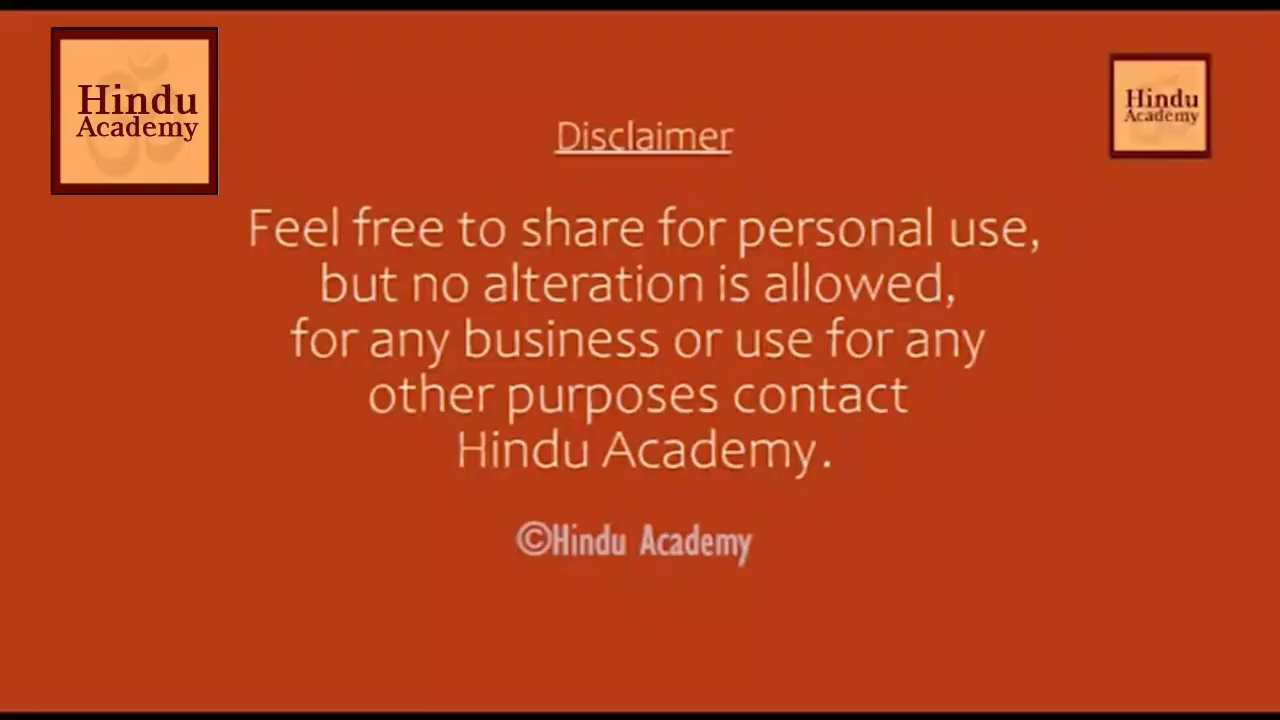 Hindu
Academy
Hindu
Academy
Disclaimer
Feel free to share for personal use,
but no alteration is allowed,
for any business or use for any
other purposes contact
Hindu Academy.
©Hindu Academy